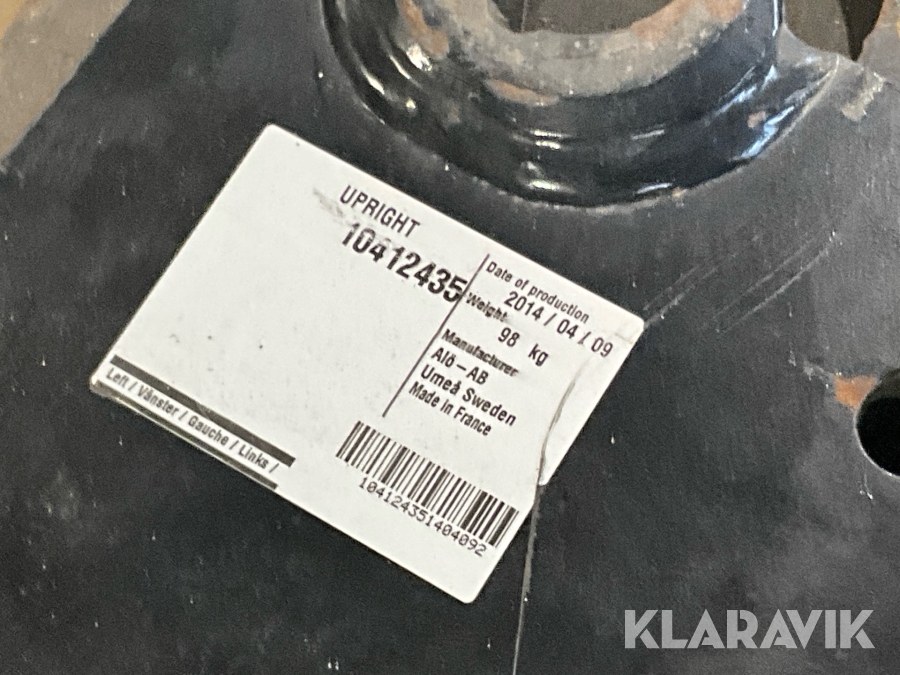 UPRIGHT
10412435
Date of production
2014 / 04 / 09
Weight
98 kg
Manufacturer
Alö-AB
Umeå Sweden
Made in France
Left / Vänster / Gauche / Links /
104124351404092
KLARAVIK